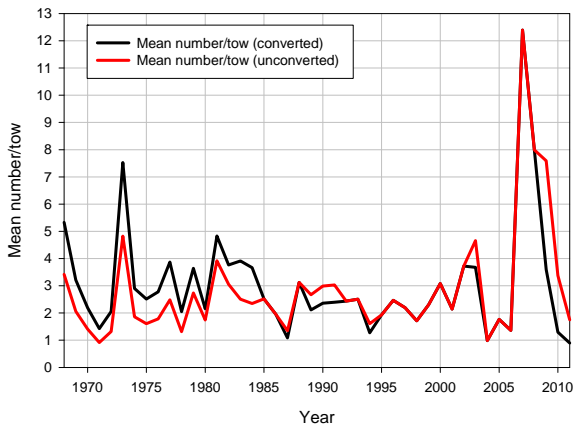 13
12
11
10
9
8
7
6
5
4
3
2
1
0
Mean number/tow
Mean number/tow (converted)
Mean number/tow (unconverted)
1970 1975 1980 1985 1990 1995 2000 2005 2010
Year